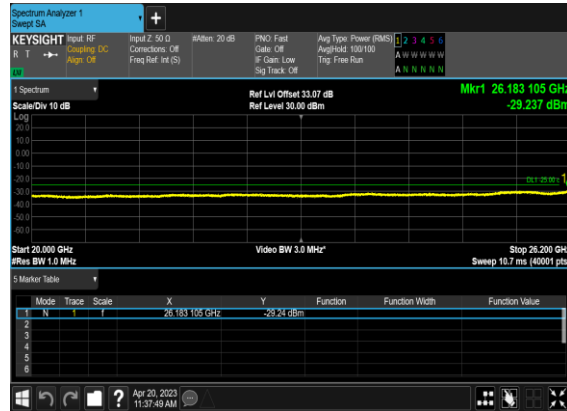 Spectrum Analyzer 1
Swept SA
+
KEYSIGHT Input: RF Input Z: 50 Ω #Atten: 20 dB PNO: Fast Avg Type: Power (RMS) 1 2 3 4 5 6
R T Coupling: DC Corrections: Off Gate: Off Avg|Hold: 100/100 A W W W W W
Align: Off Freq Ref: Int (S) IF Gain: Low Trig: Free Run
Sig Track: Off A N N N N N
1 Spectrum Ref Lvl Offset 33.07 dB Mkr1 26.183 105 GHz
Scale/Div 10 dB Ref Level 30.00 dBm -29.237 dBm
Log
20.0
10.0
0.00
-10.0
-20.0 DL1 -25.00
-30.0
-40.0
-50.0
-60.0
Start 20.000 GHz Video BW 3.0 MHz* Stop 26.200 GHz
#Res BW 1.0 MHz Sweep 10.7 ms (40001 pts
5 Marker Table
Mode Trace Scale X Y Function Function Width Function Value
1 N 1 f 26.183 105 GHz -29.24 dBm
2
3
4
5
6
? Apr 20, 2023
11:37:49 AM